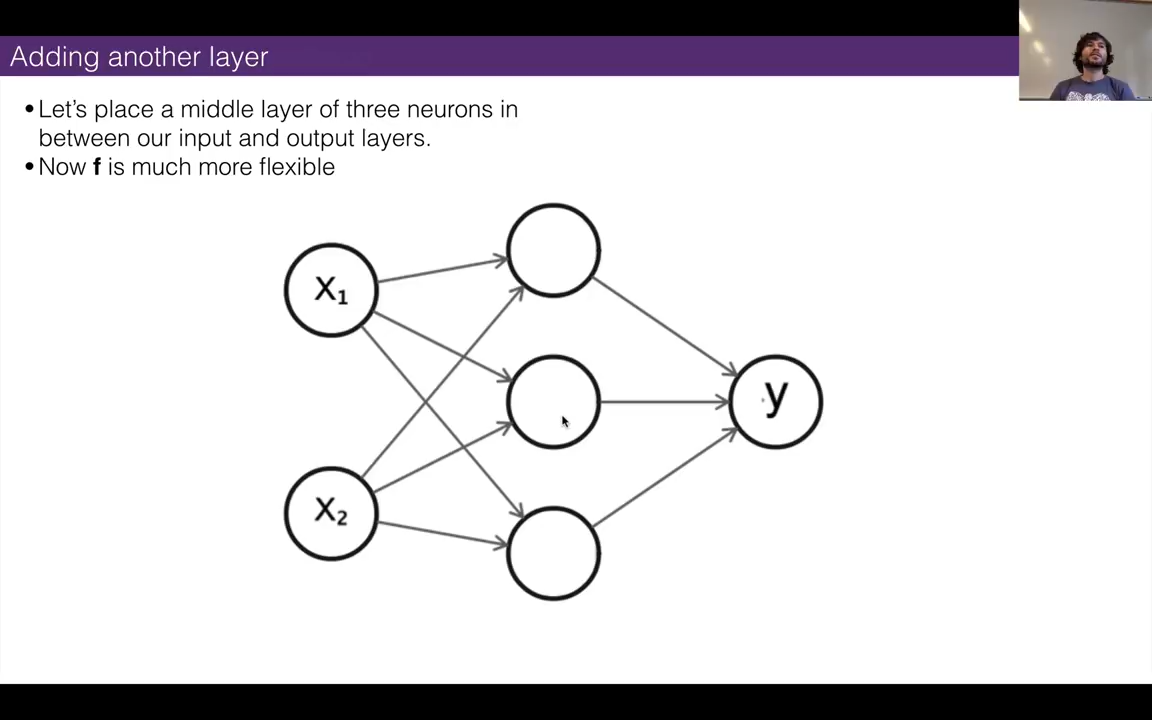 Adding another layer
•Let's place a middle layer of three neurons in
between our input and output layers.
•Now f is much more flexible
X₁
y
X₂